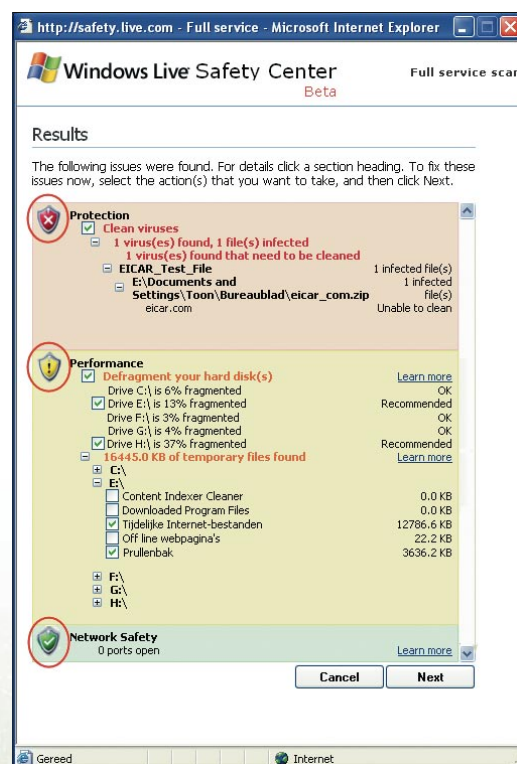 http://safety.live.com - Full service - Microsoft Internet Explorer
Windows Live Safety Center
Beta
Full service scan
Results
The following issues were found. For details click a section heading. To fix these
issues now, select the action(s) that you want to take, and then click Next.
Protection
Clean viruses
1 virus(es) found, 1 file(s) infected
1 virus(es) found that need to be cleaned
EICAR_Test_File 1 infected file(s)
E:\Documents and 1 infected
Settings\Toon\Bureaublad\eicar_com.zip file(s)
eicar.com Unable to clean
Performance
Defragment your hard disk(s) Learn more
Drive C:\ is 6% fragmented OK
Drive E:\ is 13% fragmented Recommended
Drive F:\ is 3% fragmented OK
Drive G:\ is 4% fragmented OK
Drive H:\ is 37% fragmented Recommended
16445.0 KB of temporary files found Learn more
C:\
E:\
Content Indexer Cleaner 0.0 KB
Downloaded Program Files 0.0 KB
Tijdelijke Internet-bestanden 12786.6 KB
Off line webpagina's 22.2 KB
Prullenbak 3636.2 KB
F:\
G:\
H:\
Network Safety
0 ports open Learn more
Cancel Next
Gereed Internet